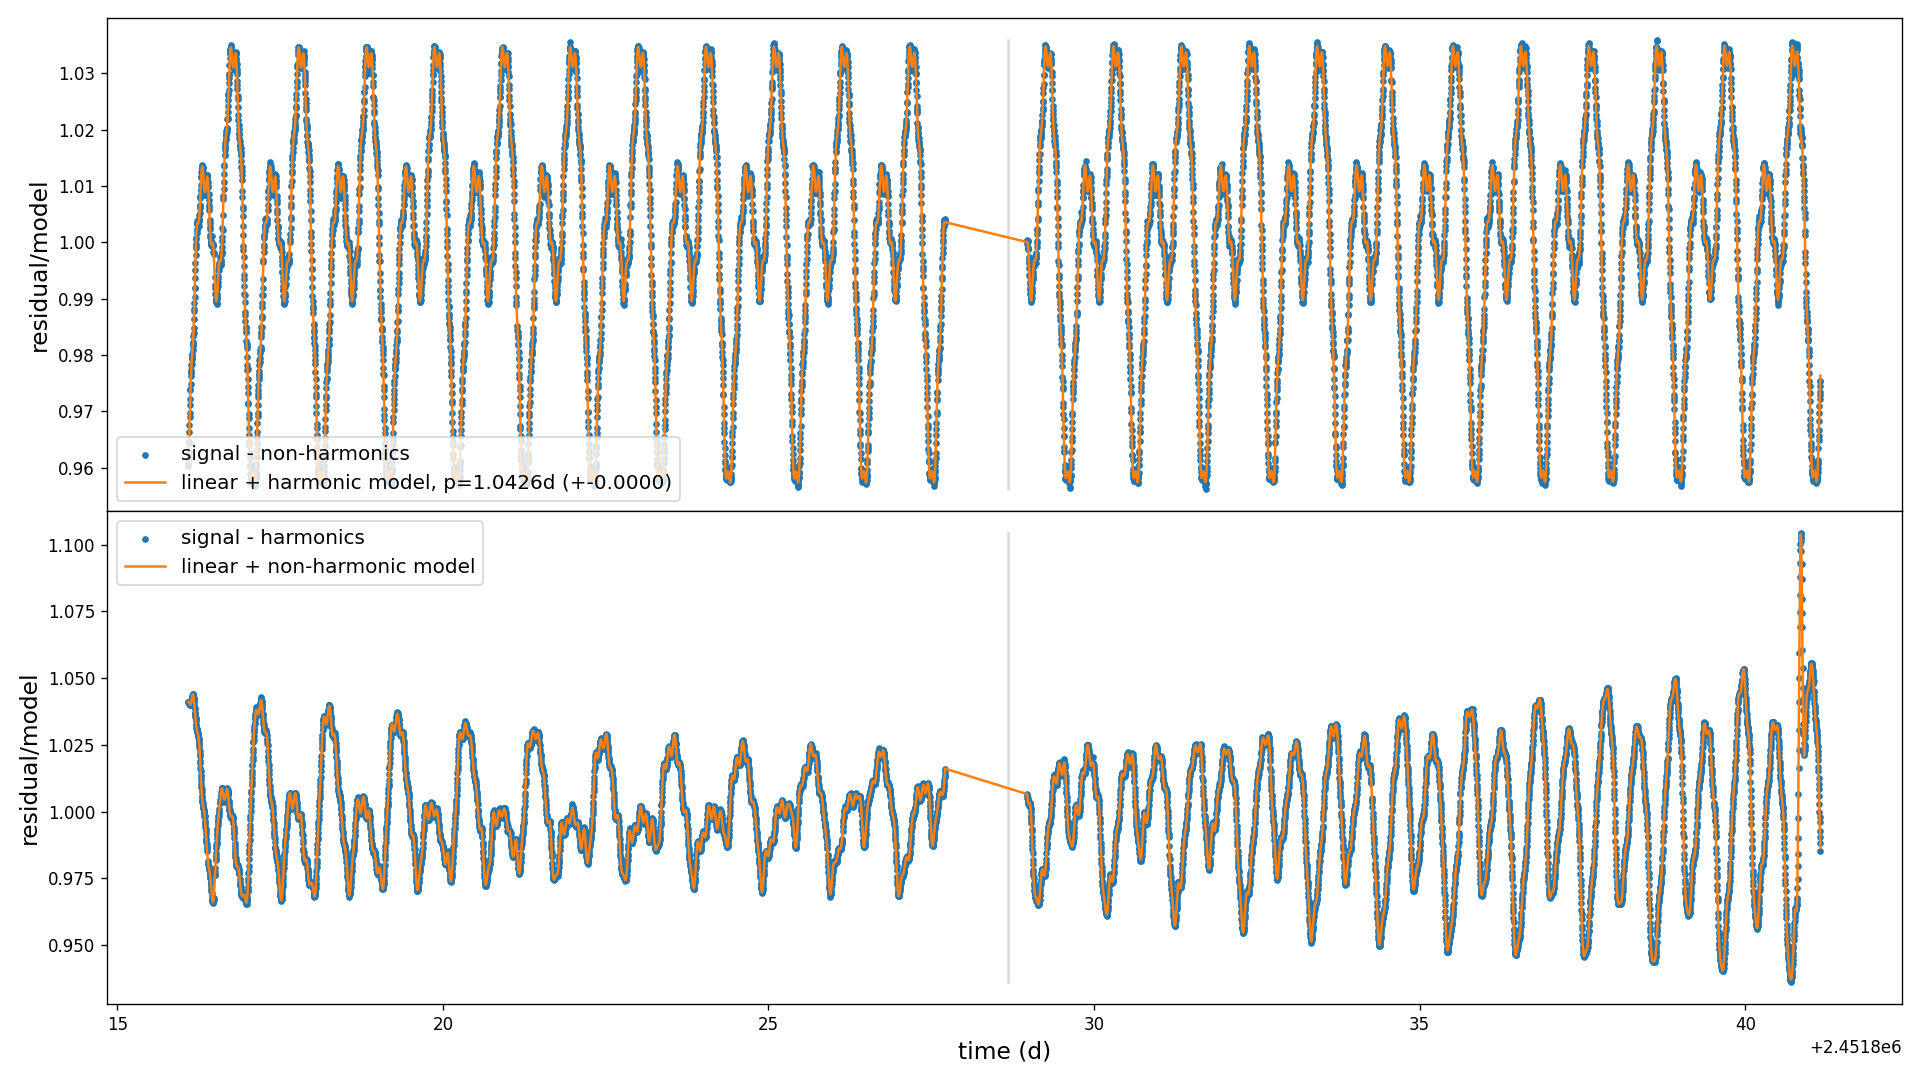 1.03
1.02
1.01
1.00
0.99
0.98
0.97
0.96
residual/model
signal - non-harmonics
linear + harmonic model, p=1.0426d (+-0.0000)
signal - harmonics
linear + non-harmonic model
1.100
1.075
1.050
1.025
1.000
0.975
0.950
residual/model
15 20 25 30 35 40
time (d)
+2.4518e6